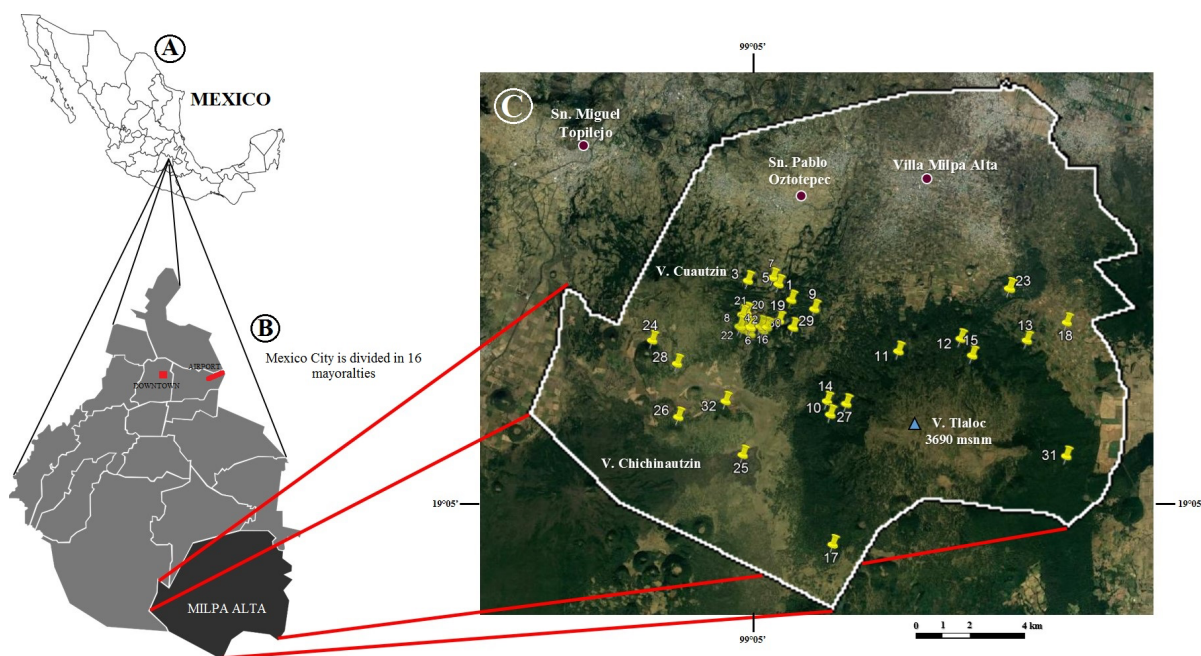 A
MEXICO
B
Mexico City is divided in 16
mayoralties
AIRPORT
DOWNTOWN
MILPA ALTA
99°05'
C
Sn. Miguel
Topilejo
Sn. Pablo
Oztotepec
Villa Milpa Alta
V. Cuautzin
7
3
5
1
23
9
21
20
19
18
8
4
2
30
29
22
6
16
24
28
11
12
15
13
14
10
27
26
32
V. Tlaloc
3690 msnm
V. Chichinautzin
25
31
17
19°05'
19°05'
99°05'
0 1 2 4 km